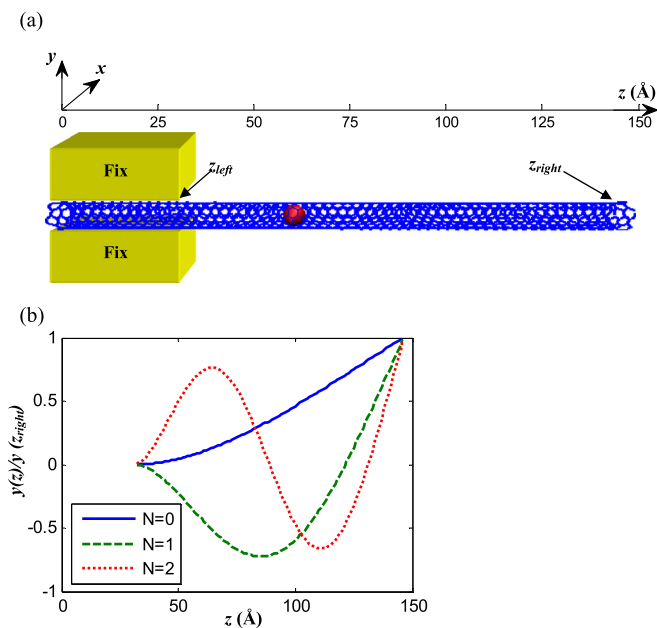 (a)
y
x
z (Å)
0 25 50 75 100 125 150
Fix
z_left
z_right
Fix
(b)
1
0.5
0
-0.5
-1
y(z)/y (z_right)
N=0
N=1
N=2
0 50 100 150
z (Å)